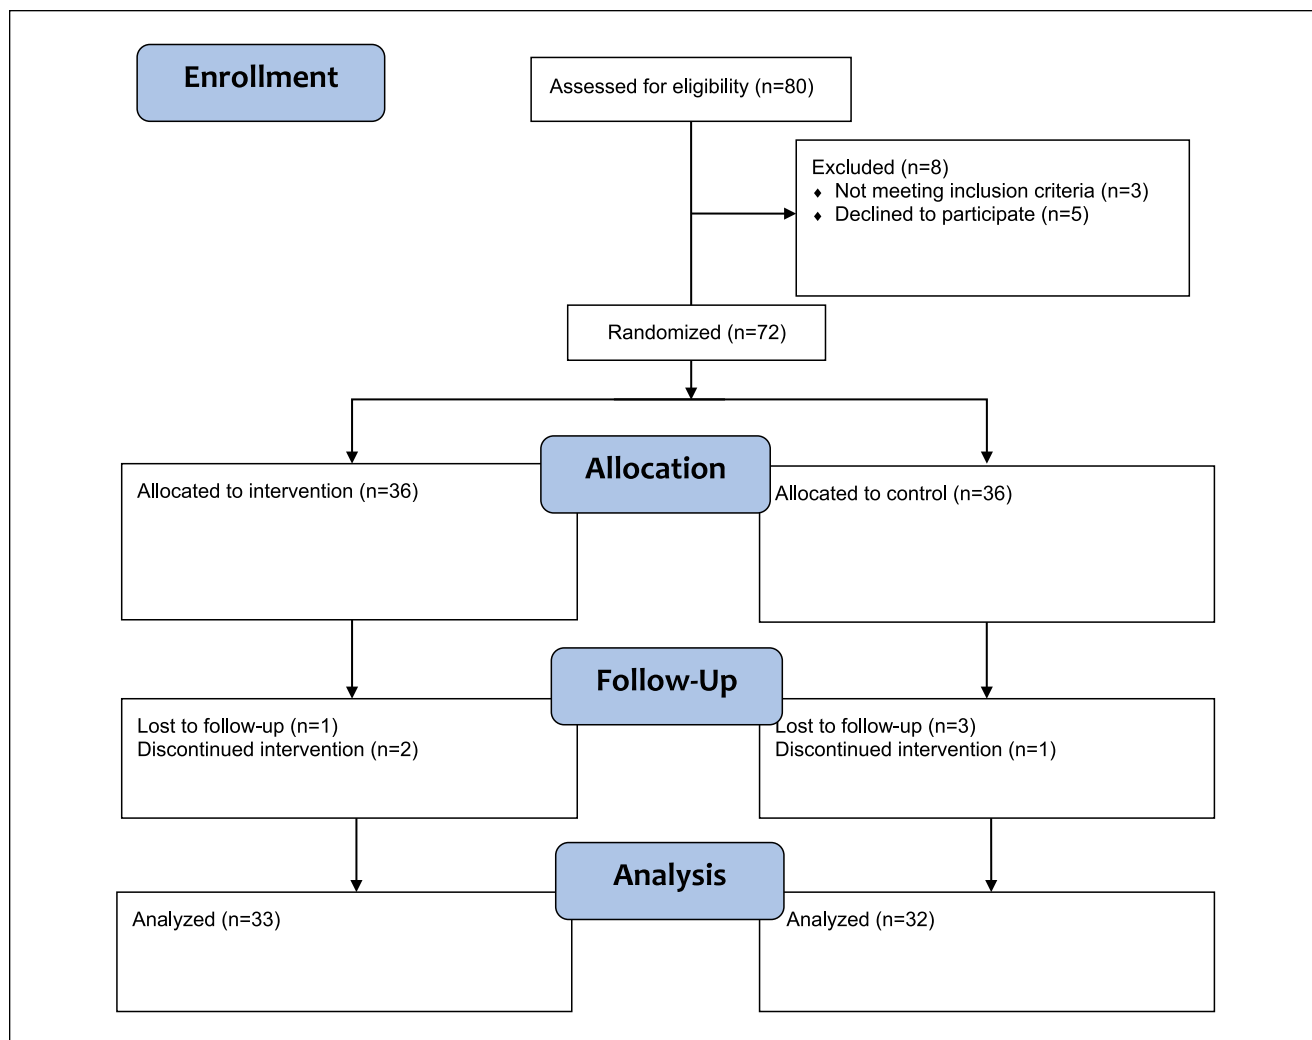 Enrollment
Assessed for eligibility (n=80)
Excluded (n=8)
♦ Not meeting inclusion criteria (n=3)
♦ Declined to participate (n=5)
Randomized (n=72)
Allocation
Allocated to intervention (n=36)
Allocated to control (n=36)
Follow-Up
Lost to follow-up (n=1)
Discontinued intervention (n=2)
Lost to follow-up (n=3)
Discontinued intervention (n=1)
Analysis
Analyzed (n=33)
Analyzed (n=32)